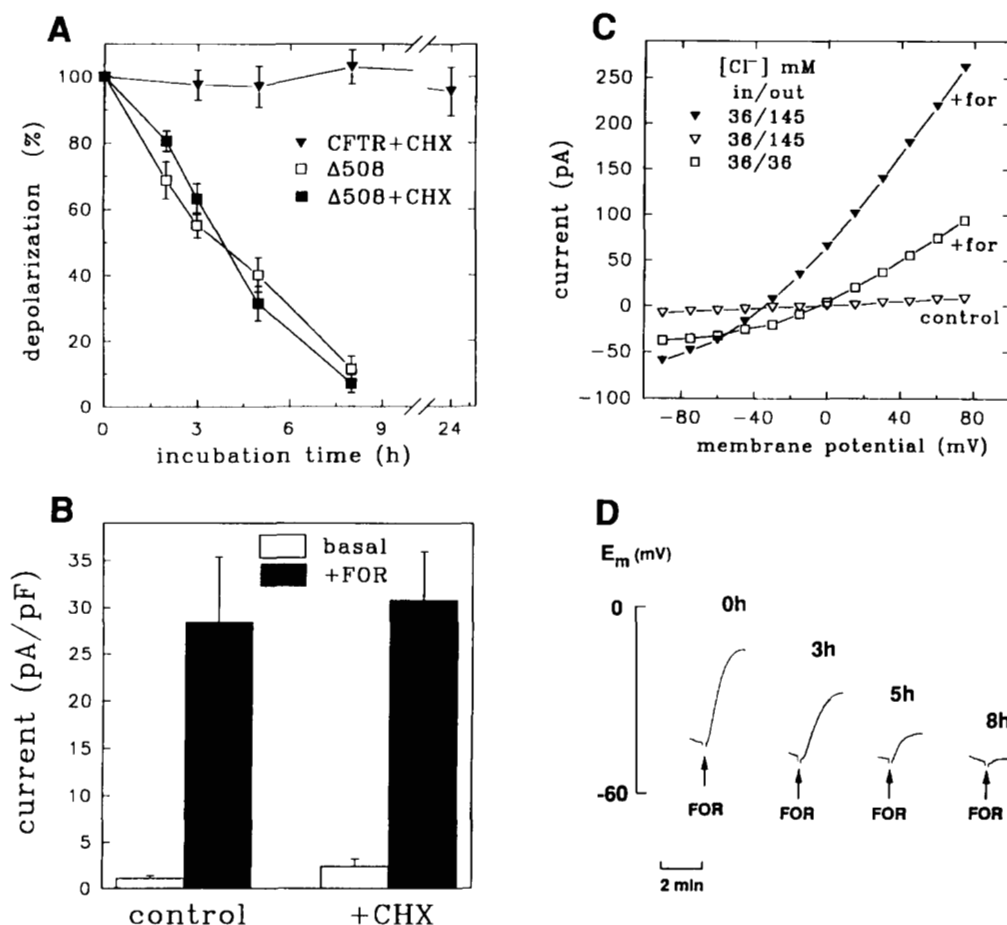 A
100
80
60
40
20
0
depolarization (%)
CFTR+CHX
Δ508
Δ508+CHX
0
3
6
9
24
incubation time (h)
B
35
30
25
20
15
10
5
0
current (pA/pF)
basal
+FOR
control
+CHX
C
250
200
150
100
50
0
−50
−100
current (pA)
[Cl⁻] mM
in/out
36/145
36/145
36/36
+for
+for
control
−80
−40
0
40
80
membrane potential (mV)
D
Em (mV)
0
-60
0h
3h
5h
8h
FOR
FOR
FOR
FOR
2 min